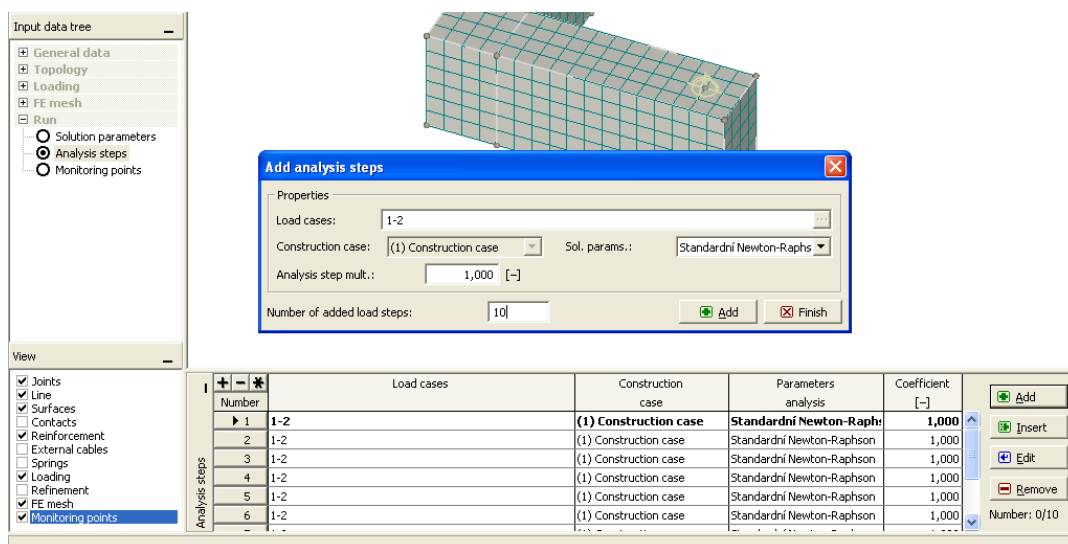 Input data tree
General data
Topology
Loading
FE mesh
Run
Solution parameters
Analysis steps
Monitoring points
Add analysis steps
Properties
Load cases: 1-2 ...
Construction case: (1) Construction case Sol. params.: Standardní Newton-Raphs
Analysis step mult.: 1,000 [-]
Number of added load steps: 10 Add Finish
View
Joints
Line
Surfaces
Contacts
Reinforcement
External cables
Springs
Loading
Refinement
FE mesh
Monitoring points
Analysis steps
Number Load cases Construction case Parameters analysis Coefficient [-]
1 1-2 (1) Construction case Standardní Newton-Raph 1,000
2 1-2 (1) Construction case Standardní Newton-Raphson 1,000
3 1-2 (1) Construction case Standardní Newton-Raphson 1,000
4 1-2 (1) Construction case Standardní Newton-Raphson 1,000
5 1-2 (1) Construction case Standardní Newton-Raphson 1,000
6 1-2 (1) Construction case Standardní Newton-Raphson 1,000
Add
Insert
Edit
Remove
Number: 0/10